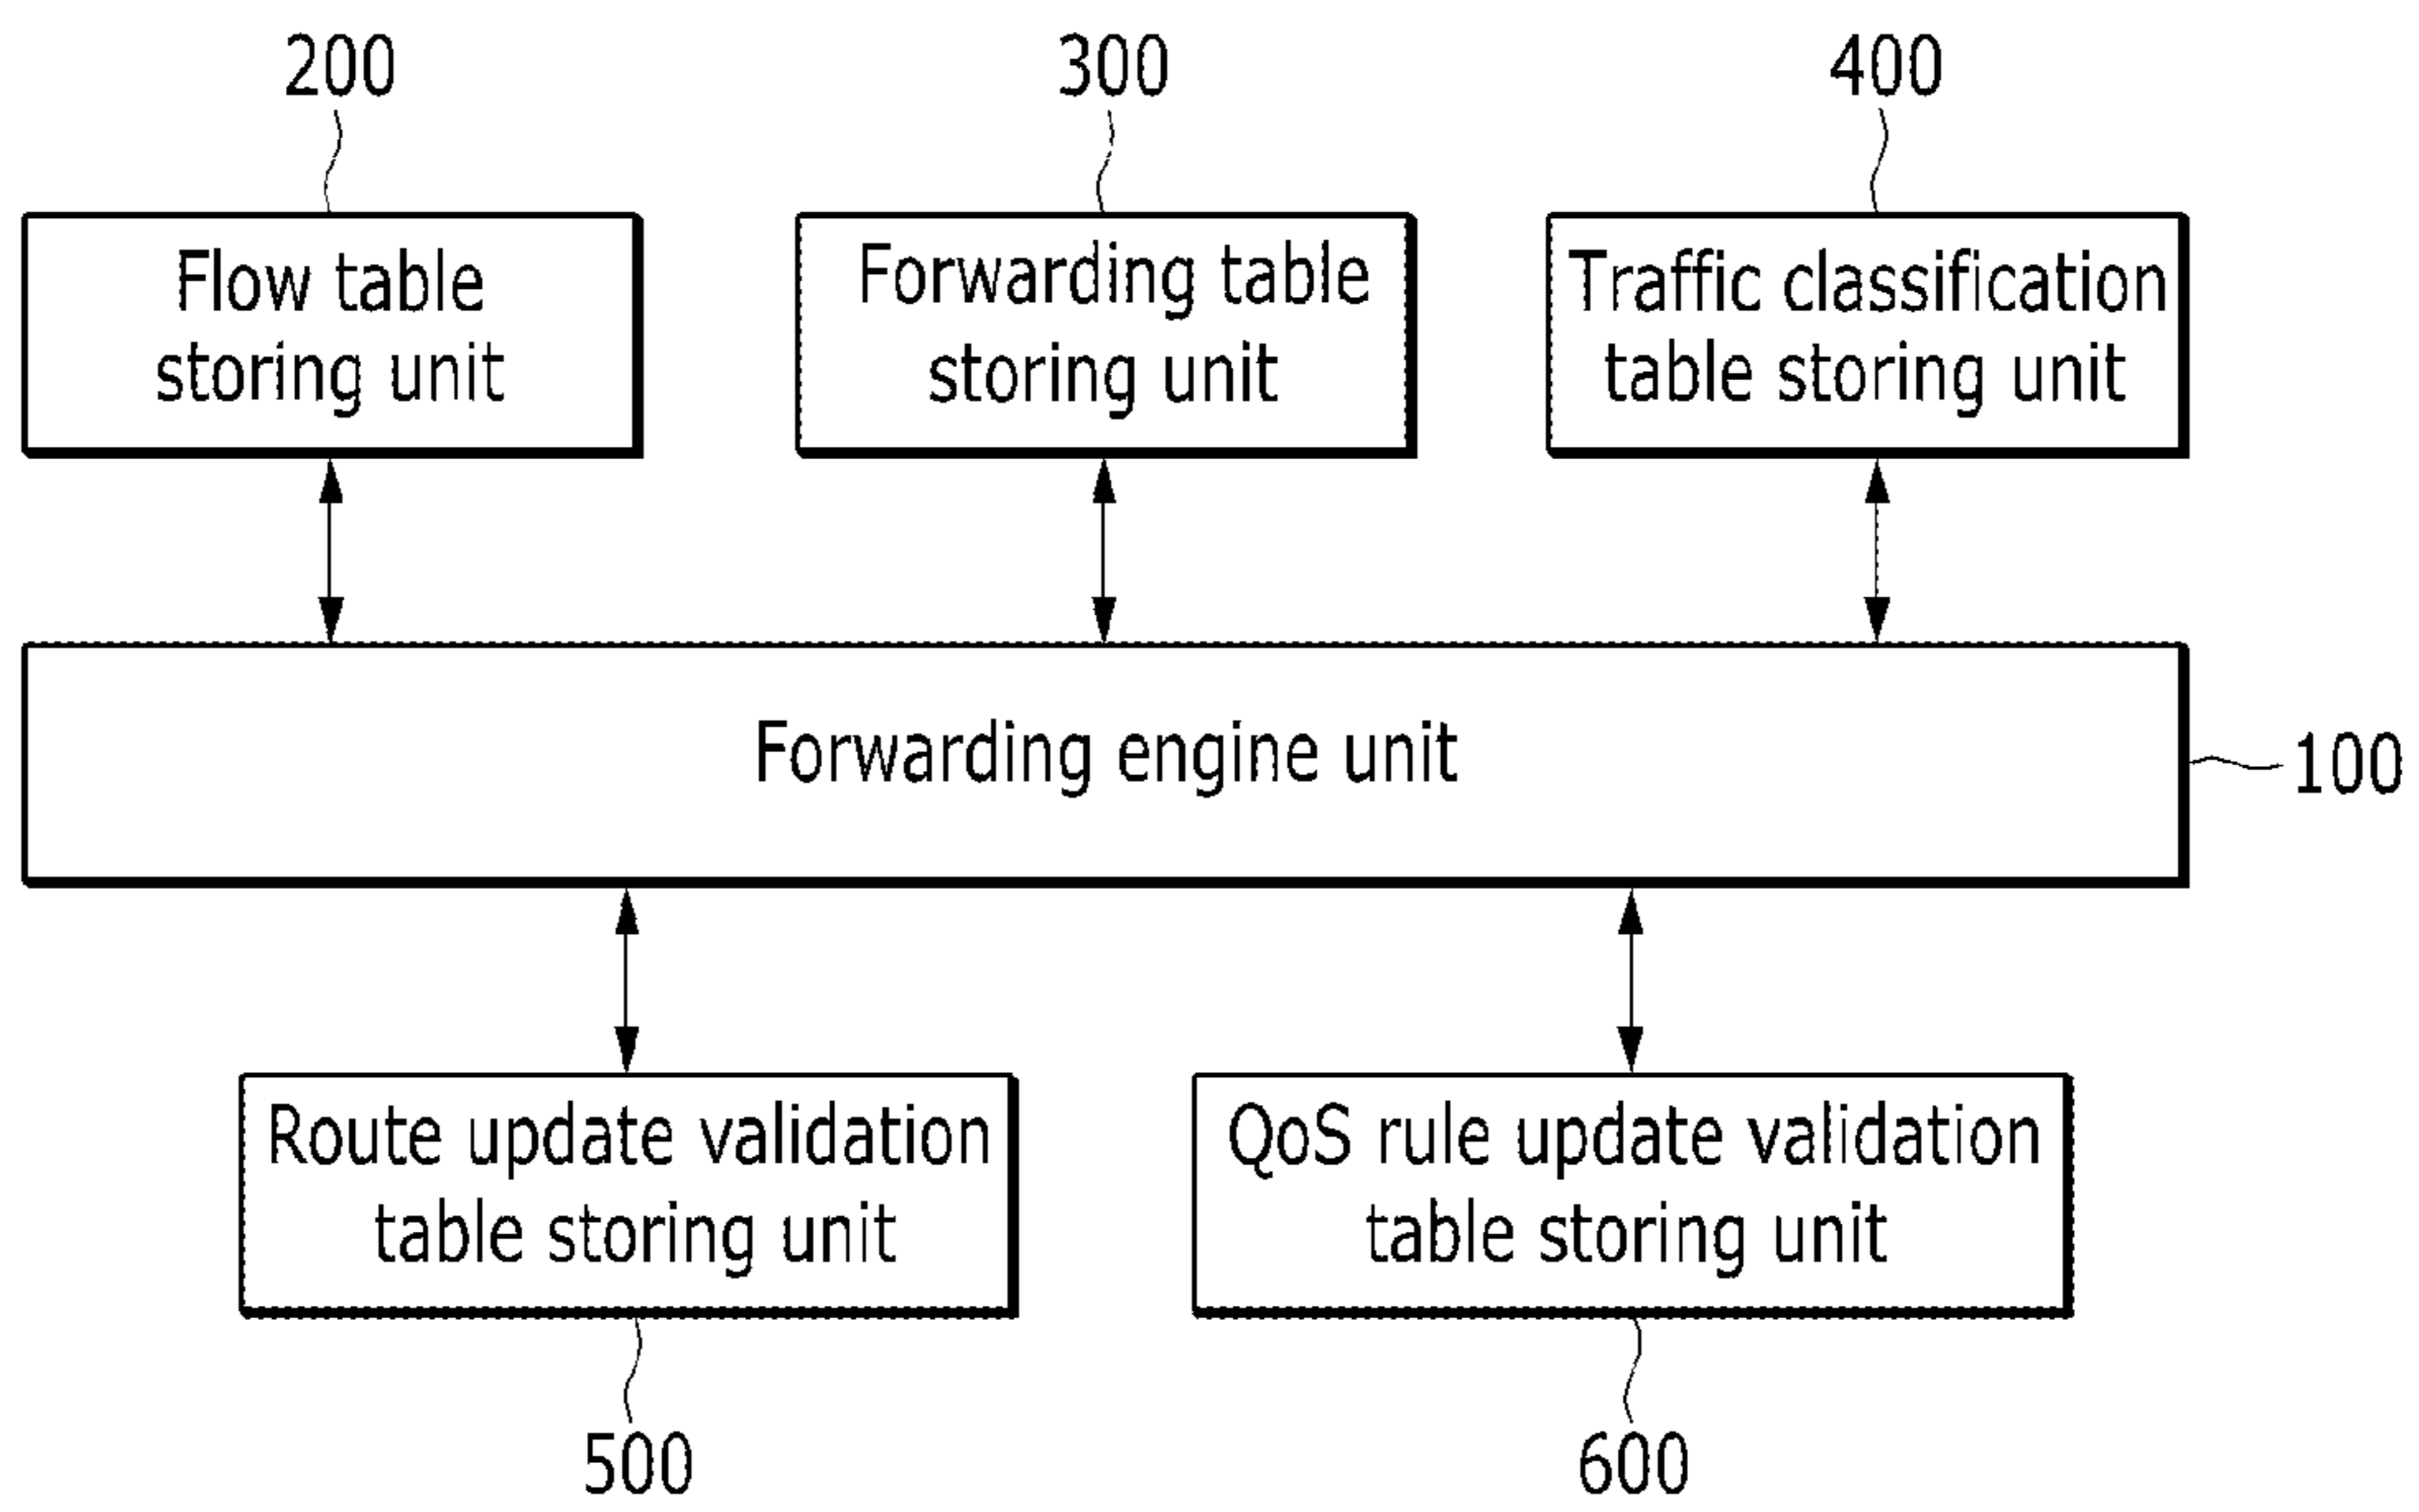 200
300
400
Flow table
storing unit
Forwarding table
storing unit
Traffic classification
table storing unit
Forwarding engine unit
100
Route update validation
table storing unit
QoS rule update validation
table storing unit
500
600